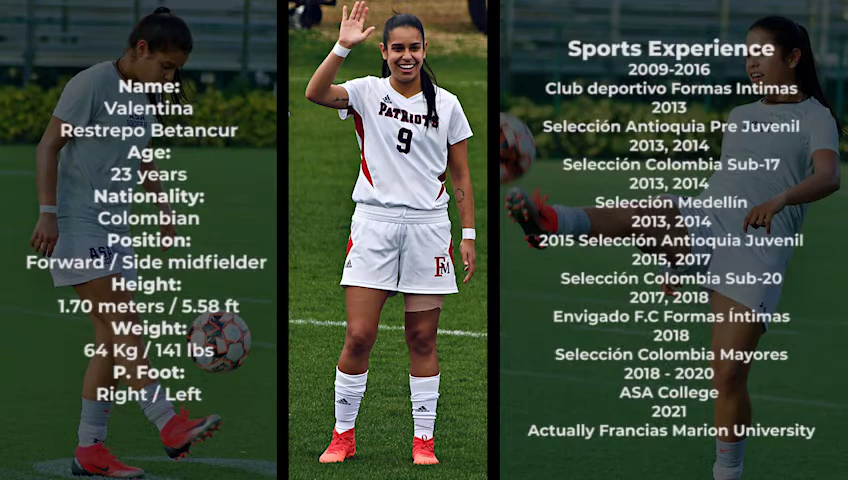 Name:
Valentina
Restrepo Betancur
Age:
23 years
Nationality:
Colombian
Position:
Forward / Side midfielder
Height:
1.70 meters / 5.58 ft
Weight:
64 Kg / 141 lbs
P. Foot:
Right / Left
ASA
ASA
PATRIOTS
9
FM
Sports Experience
2009-2016
Club deportivo Formas Intimas
2013
Selección Antioquia Pre Juvenil
2013, 2014
Selección Colombia Sub-17
2013, 2014
Selección Medellín
2013, 2014
2015 Selección Antioquia Juvenil
2015, 2017
Selección Colombia Sub-20
2017, 2018
Envigado F.C Formas Íntimas
2018
Selección Colombia Mayores
2018 - 2020
ASA College
2021
Actually Francias Marion University